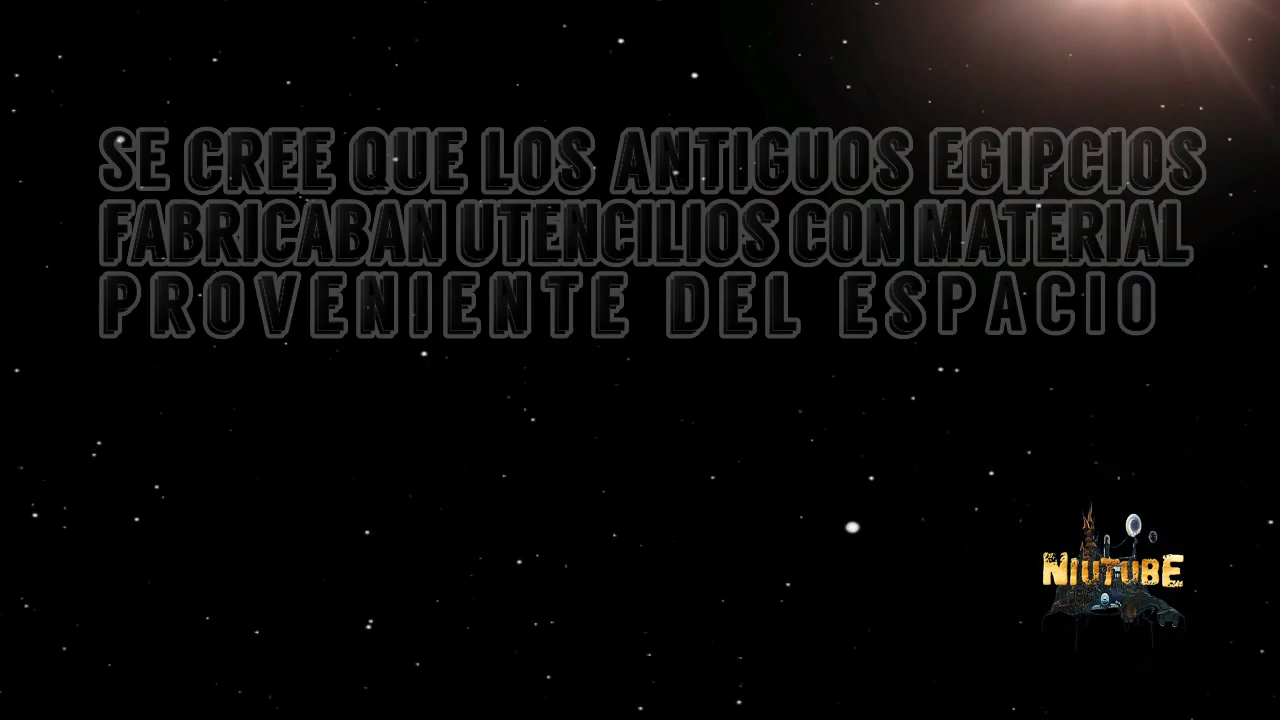 SE CREE QUE LOS ANTIGUOS EGIPCIOS
FABRICABAN UTENCILIOS CON MATERIAL
PROVENIENTE DEL ESPACIO
NIUTUBE